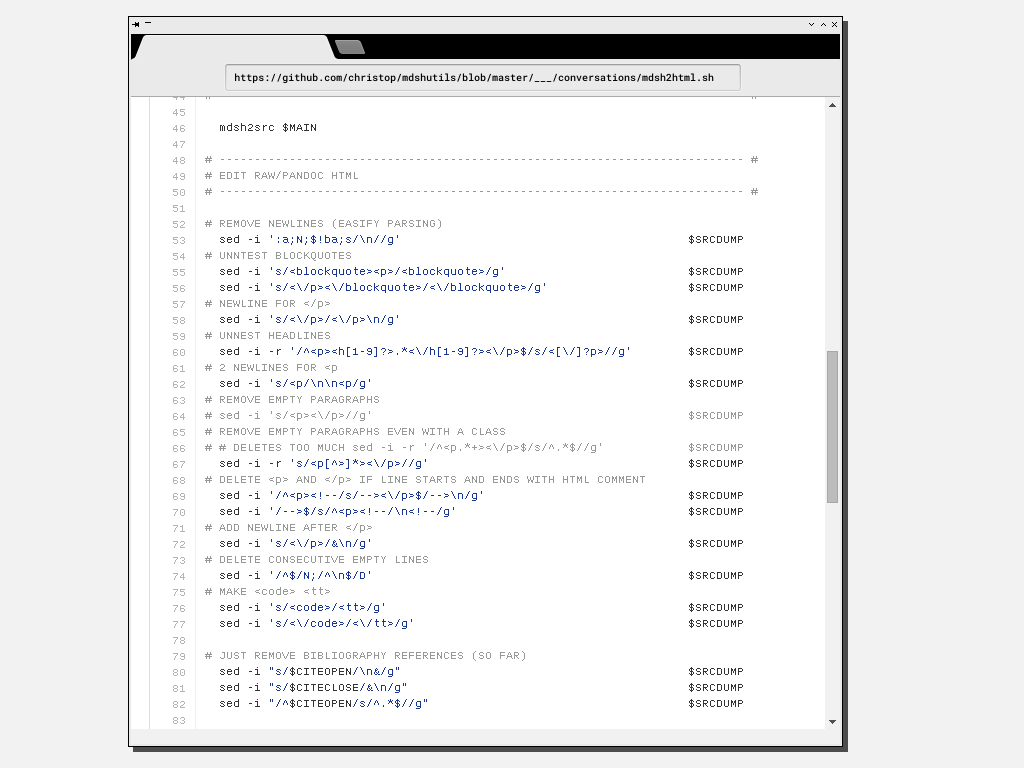 https://github.com/christop/mdshutils/blob/master/___/conversations/mdsh2html.sh
45
46 mdsh2src $MAIN
47
48 # --------------------------------------------------------------------------- #
49 # EDIT RAW/PANDOC HTML
50 # --------------------------------------------------------------------------- #
51
52 # REMOVE NEWLINES (EASIFY PARSING)
53 sed -i ':a;N;$!ba;s/\n//g' $SRCDUMP
54 # UNNTEST BLOCKQUOTES
55 sed -i 's/<blockquote><p>/<blockquote>/g' $SRCDUMP
56 sed -i 's/<\/p><\/blockquote>/<\/blockquote>/g' $SRCDUMP
57 # NEWLINE FOR </p>
58 sed -i 's/<\/p>/<\/p>\n/g' $SRCDUMP
59 # UNNEST HEADLINES
60 sed -i -r '/^<p><h[1-9]?>.*<\/h[1-9]?><\/p>$/s/<[\/]?p>//g' $SRCDUMP
61 # 2 NEWLINES FOR <p
62 sed -i 's/<p/\n\n<p/g' $SRCDUMP
63 # REMOVE EMPTY PARAGRAPHS
64 # sed -i 's/<p><\/p>//g' $SRCDUMP
65 # REMOVE EMPTY PARAGRAPHS EVEN WITH A CLASS
66 # # DELETES TOO MUCH sed -i -r '/^<p.*+><\/p>$/s/^.*$//g' $SRCDUMP
67 sed -i -r 's/<p[^>]*><\/p>//g' $SRCDUMP
68 # DELETE <p> AND </p> IF LINE STARTS AND ENDS WITH HTML COMMENT
69 sed -i '/^<p><!--/s/--><\/p>$/-->\n/g' $SRCDUMP
70 sed -i '/-->$/s/^<p><!--/\n<!--/g' $SRCDUMP
71 # ADD NEWLINE AFTER </p>
72 sed -i 's/<\/p>/&\n/g' $SRCDUMP
73 # DELETE CONSECUTIVE EMPTY LINES
74 sed -i '/^$/N;/^\n$/D' $SRCDUMP
75 # MAKE <code> <tt>
76 sed -i 's/<code>/<tt>/g' $SRCDUMP
77 sed -i 's/<\/code>/<\/tt>/g' $SRCDUMP
78
79 # JUST REMOVE BIBLIOGRAPHY REFERENCES (SO FAR)
80 sed -i "s/$CITEOPEN/\n&/g" $SRCDUMP
81 sed -i "s/$CITECLOSE/&\n/g" $SRCDUMP
82 sed -i "/^$CITEOPEN/s/^.*$//g" $SRCDUMP
83